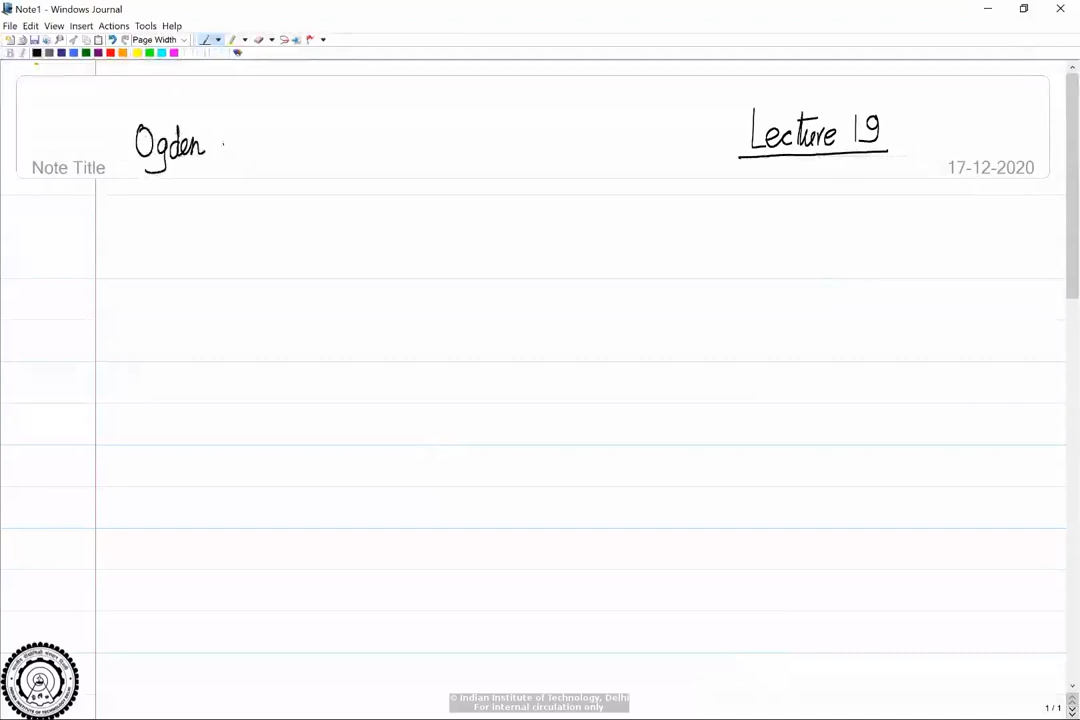 Note1 - Windows Journal
File Edit View Insert Actions Tools Help
Page Width
B I
Ogden
Lecture 19
Note Title
17-12-2020
© Indian Institute of Technology, Delhi
For internal circulation only
1 / 1